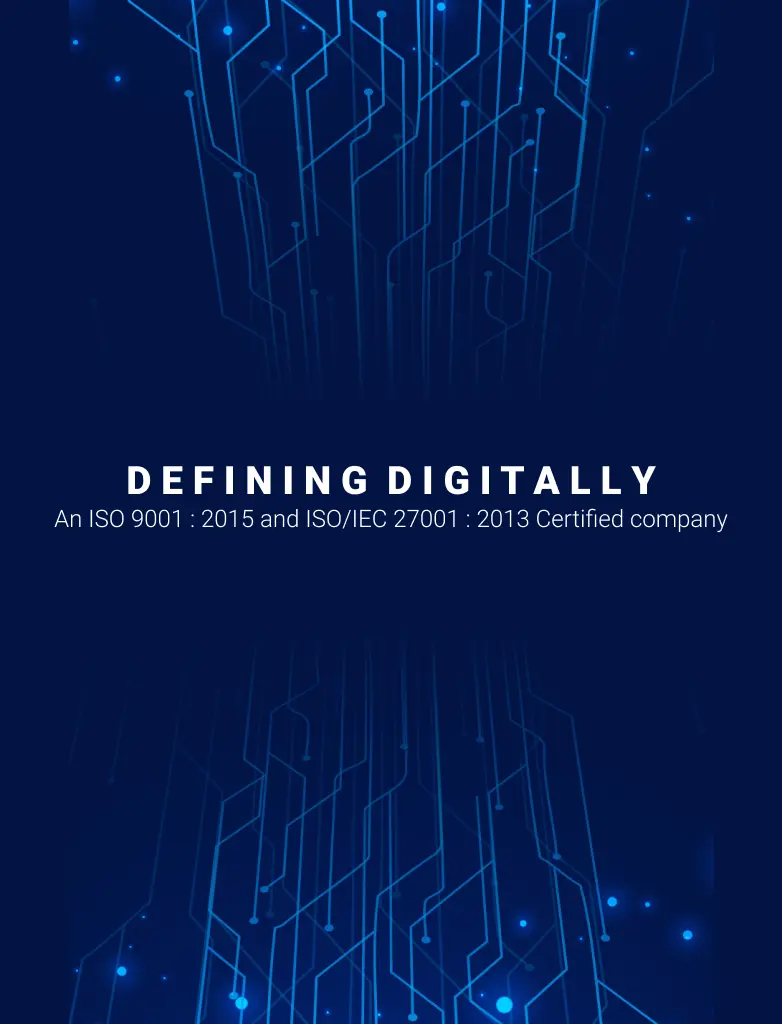 DEFINING DIGITALLY
An ISO 9001 : 2015 and ISO/IEC 27001 : 2013 Certified company